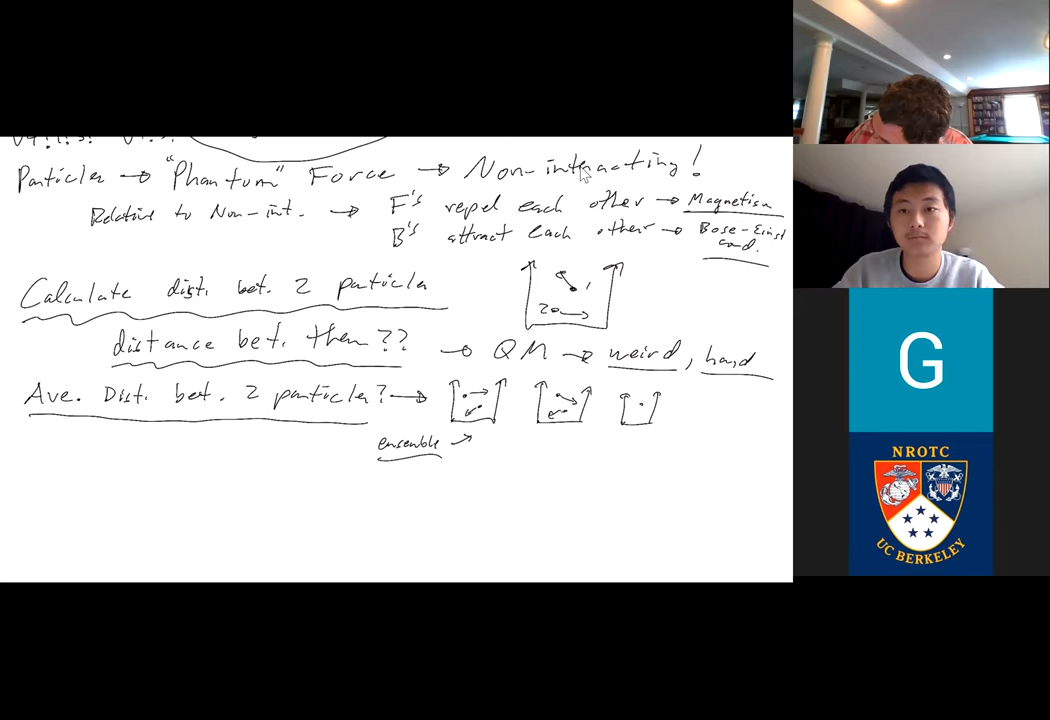 Particles → "Phantom" Force → Non-interacting!
Relative to Non-int. → F's repel each other → Magnetism
B's attract each other → Bose-Einst
cond.
Calculate dist. bet. 2 particles
1
2
distance bet. them?? → QM → weird, hard
Ave. Dist. bet. 2 particles? →
ensemble →
G
NROTC
UC BERKELEY